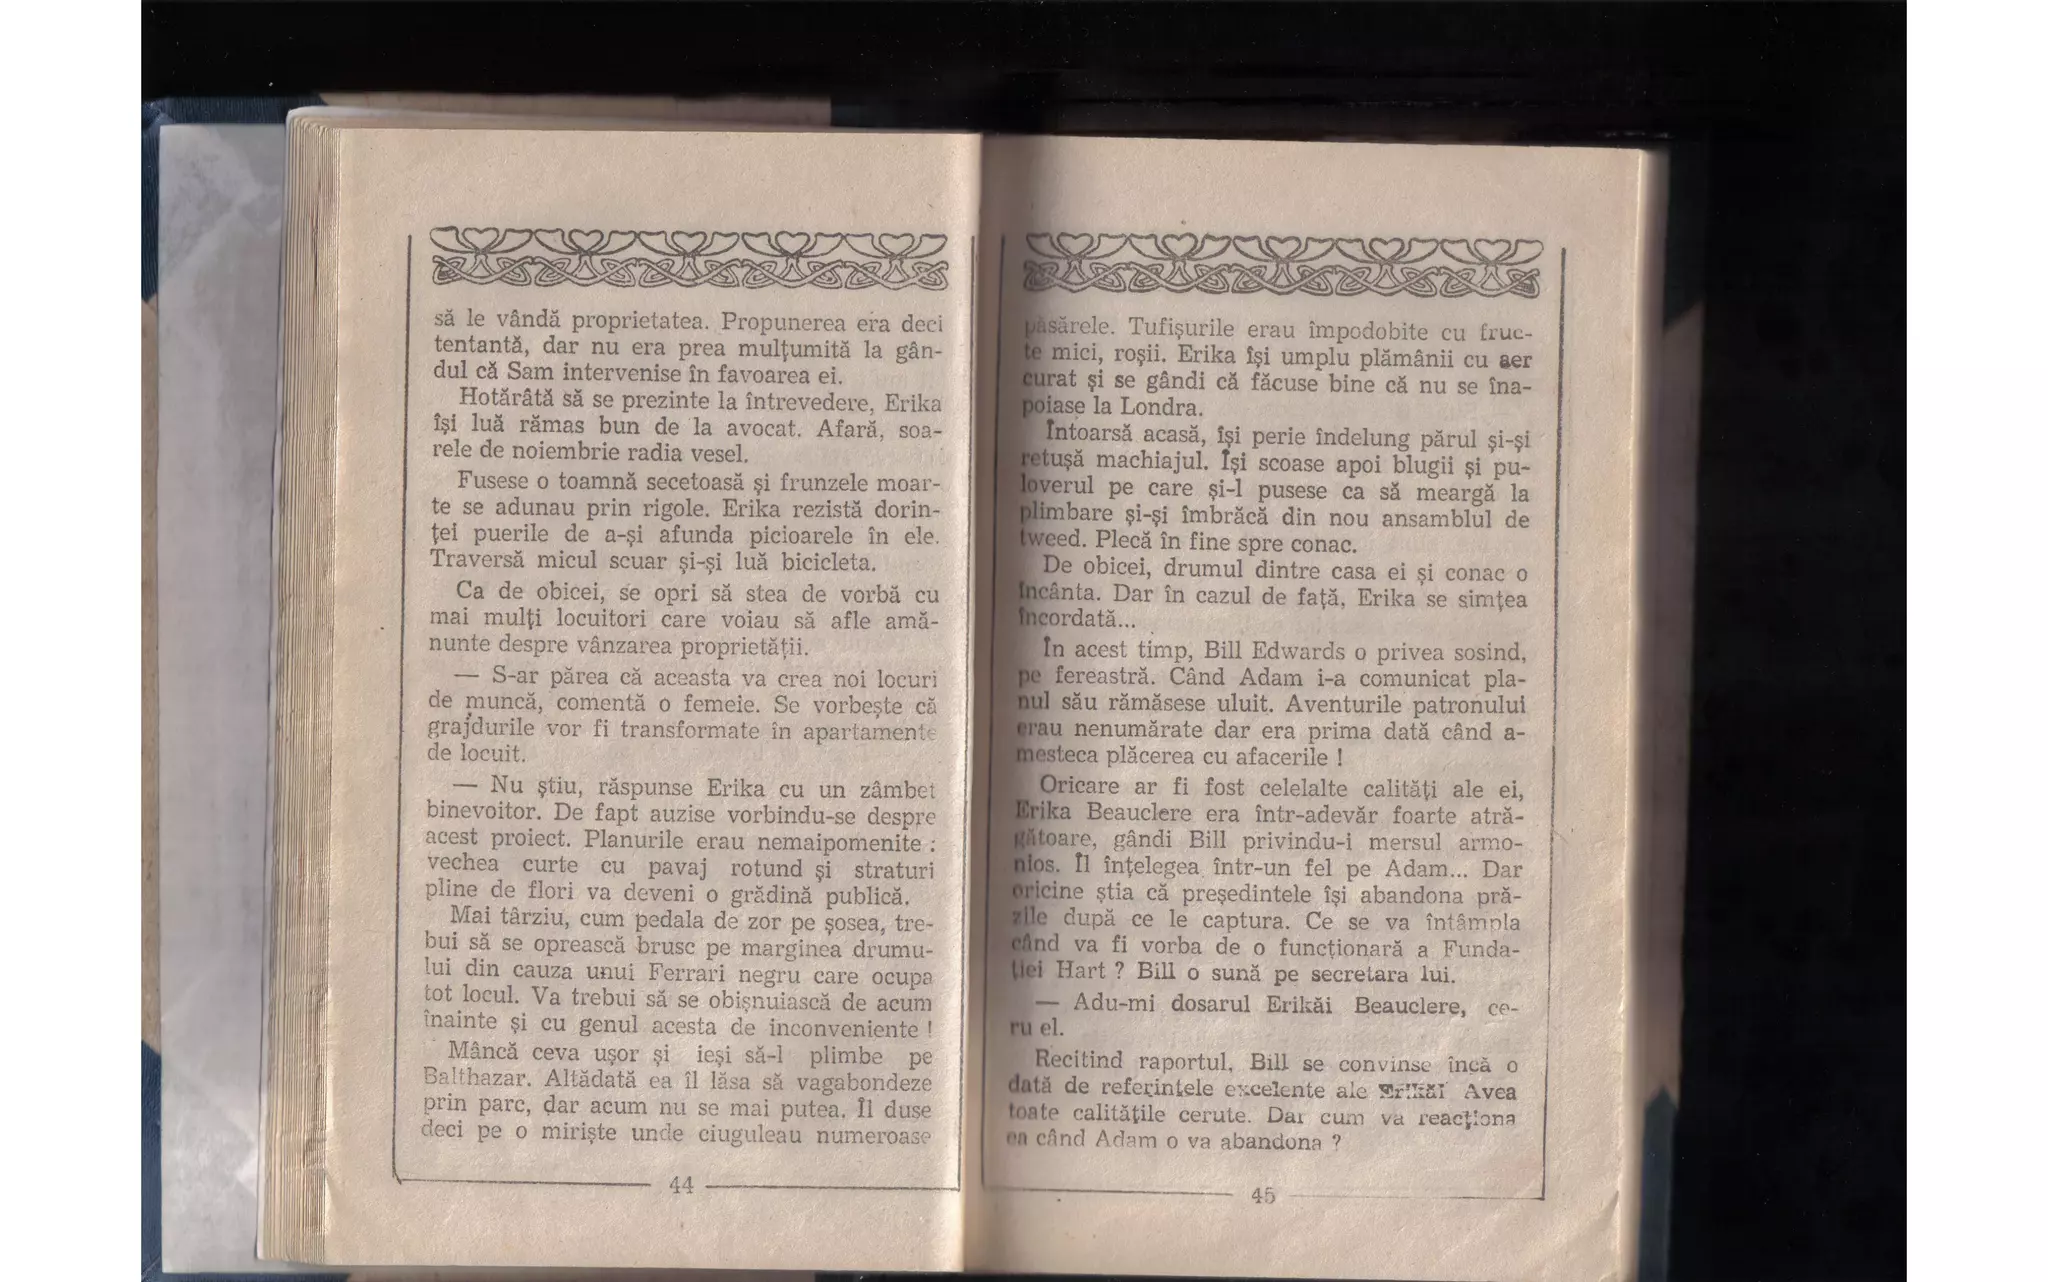 să le vândă proprietatea. Propunerea era deci
tentantă, dar nu era prea mulțumită la gân-
dul că Sam intervenise în favoarea ei.
Hotărâtă să se prezinte la întrevedere, Erika
își luă rămas bun de la avocat. Afară, soa-
rele de noiembrie radia vesel.
Fusese o toamnă secetoasă și frunzele moar-
te se adunau prin rigole. Erika rezistă dorin-
ței puerile de a-și afunda picioarele în ele.
Traversă micul scuar și-și luă bicicleta.
Ca de obicei, se opri să stea de vorbă cu
mai mulți locuitori care voiau să afle amă-
nunte despre vânzarea proprietății.
— S-ar părea că aceasta va crea noi locuri
de muncă, comentă o femeie. Se vorbește că
grajdurile vor fi transformate în apartamente
de locuit.
— Nu știu, răspunse Erika cu un zâmbet
binevoitor. De fapt auzise vorbindu-se despre
acest proiect. Planurile erau nemaipomenite :
vechea curte cu pavaj rotund și straturi
pline de flori va deveni o grădină publică.
Mai târziu, cum pedala de zor pe șosea, tre-
bui să se oprească brusc pe marginea drumu-
lui din cauza unui Ferrari negru care ocupa
tot locul. Va trebui să se obișnuiască de acum
înainte și cu genul acesta de inconveniente !
Mâncă ceva ușor și ieși să-l plimbe pe
Balthazar. Altădată ea îl lăsa să vagabondeze
prin parc, dar acum nu se mai putea. Îl duse
deci pe o miriște unde ciuguleau numeroase
44
păsărele. Tufișurile erau împodobite cu fruc-
te mici, roșii. Erika își umplu plămânii cu aer
curat și se gândi că făcuse bine că nu se îna-
poiase la Londra.
Întoarsă acasă, își perie îndelung părul și-și
retușă machiajul. Își scoase apoi blugii și pu-
loverul pe care și-l pusese ca să meargă la
plimbare și-și îmbrăcă din nou ansamblul de
tweed. Plecă în fine spre conac.
De obicei, drumul dintre casa ei și conac o
încânta. Dar în cazul de față, Erika se simțea
încordată...
În acest timp, Bill Edwards o privea sosind,
pe fereastră. Când Adam i-a comunicat pla-
nul său rămăsese uluit. Aventurile patronului
erau nenumărate dar era prima dată când a-
mesteca plăcerea cu afacerile !
Oricare ar fi fost celelalte calități ale ei,
Erika Beauclere era într-adevăr foarte atră-
gătoare, gândi Bill privindu-i mersul armo-
nios. Îl înțelegea într-un fel pe Adam... Dar
oricine știa că președintele își abandona pră-
zile după ce le captura. Ce se va întâmpla
când va fi vorba de o funcționară a Funda-
ției Hart ? Bill o sună pe secretara lui.
— Adu-mi dosarul Erikăi Beauclere, ce-
ru el.
Recitind raportul, Bill se convinse încă o
dată de referințele excelente ale Erikăi Avea
toate calitățile cerute. Dar cum va reacționa
ea când Adam o va abandona ?
45